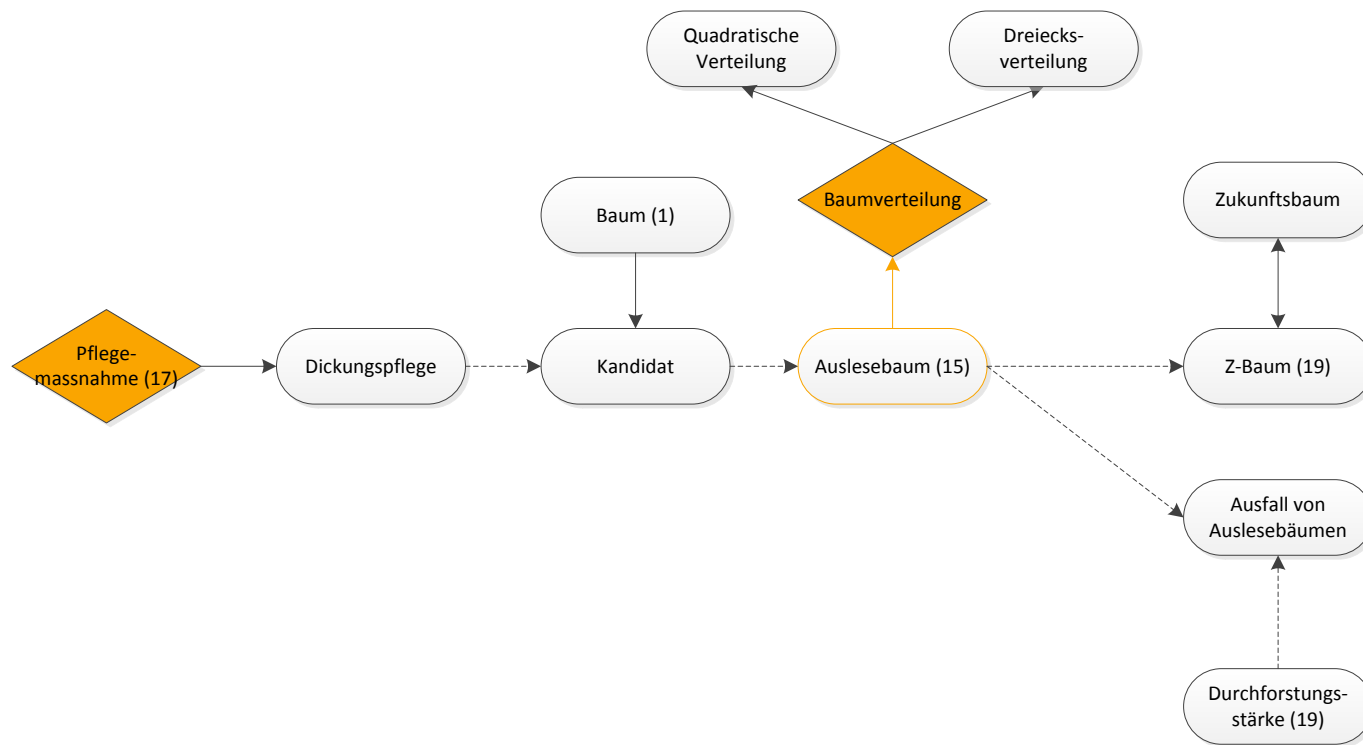 Quadratische
Verteilung
Dreiecks-
verteilung
Baumverteilung
Baum (1)
Zukunftsbaum
Pflege-
massnahme (17)
Dickungspflege
Kandidat
Auslesebaum (15)
Z-Baum (19)
Ausfall von
Auslesebäumen
Durchforstungs-
stärke (19)